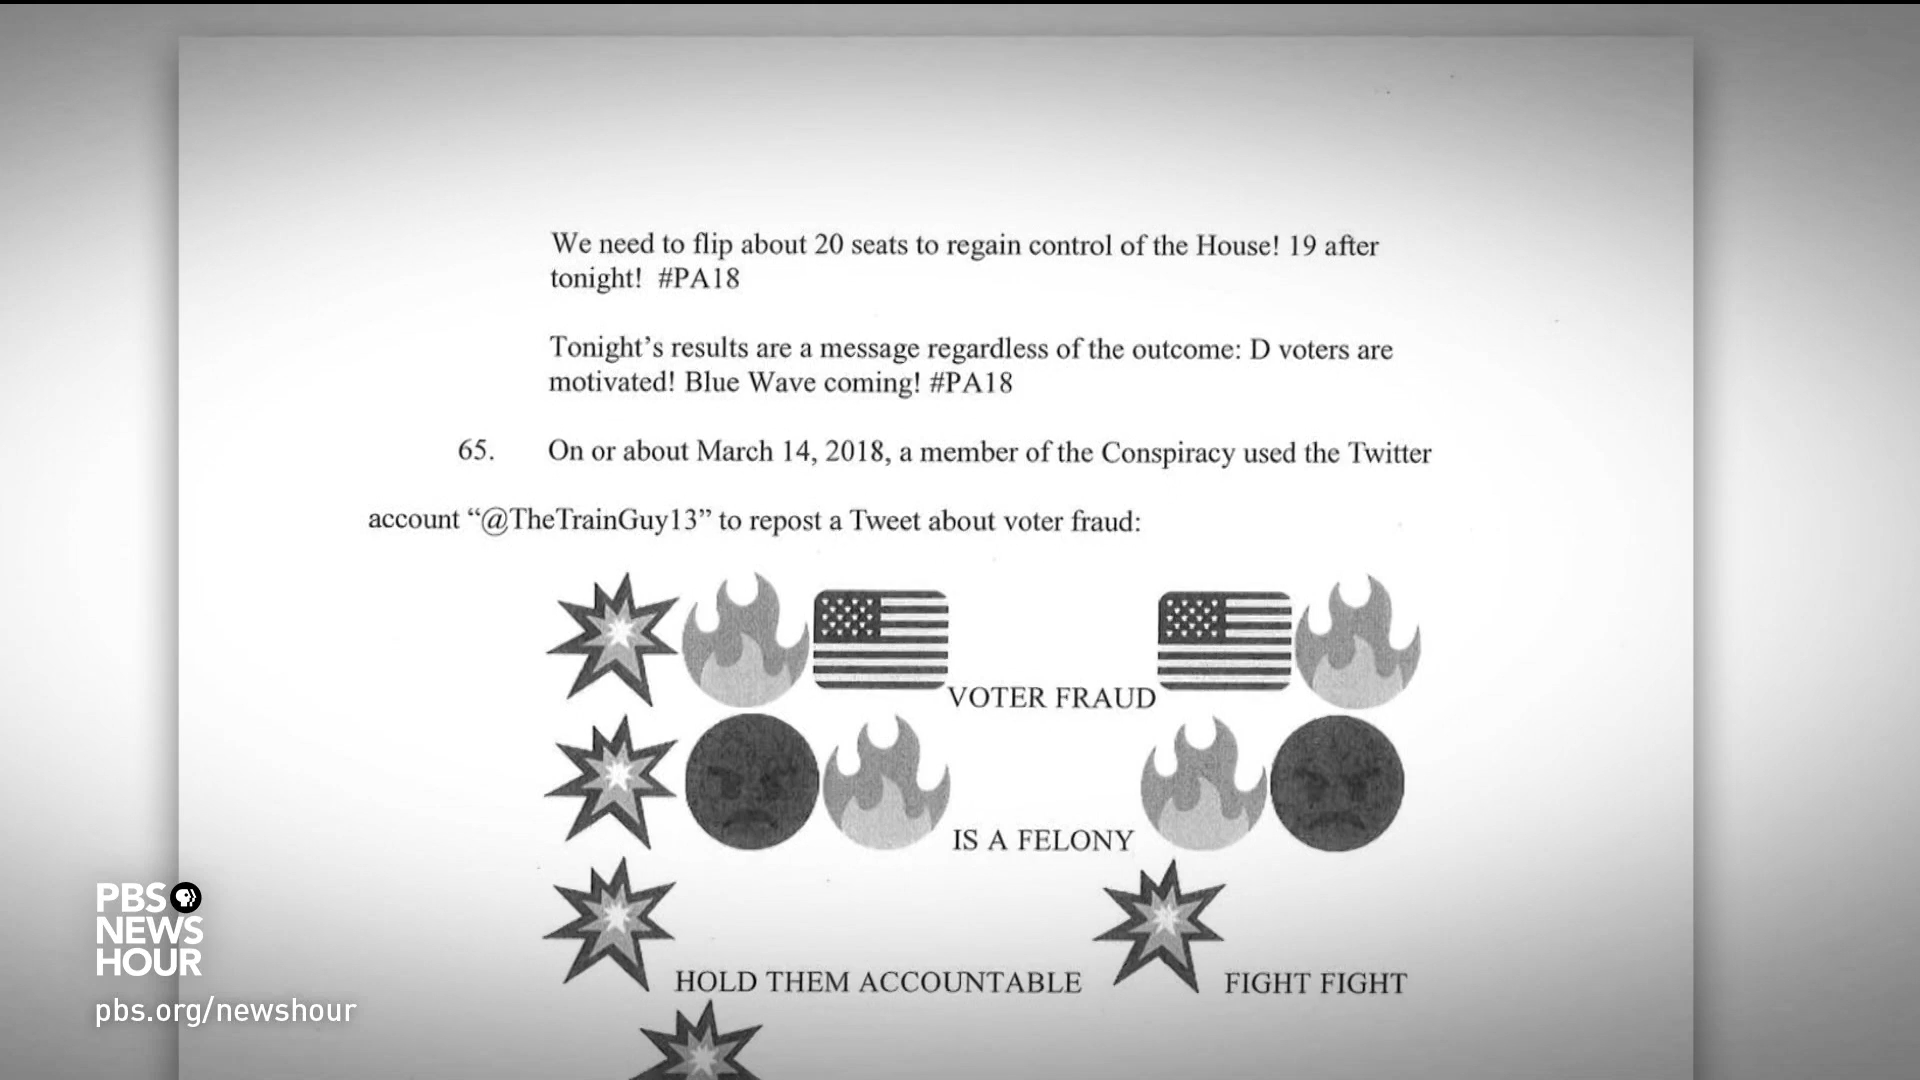 We need to flip about 20 seats to regain control of the House! 19 after
tonight! #PA18
Tonight's results are a message regardless of the outcome: D voters are
motivated! Blue Wave coming! #PA18
65. On or about March 14, 2018, a member of the Conspiracy used the Twitter
account “@TheTrainGuy13” to repost a Tweet about voter fraud:
VOTER FRAUD
IS A FELONY
HOLD THEM ACCOUNTABLE FIGHT FIGHT
PBS
NEWS
HOUR
pbs.org/newshour